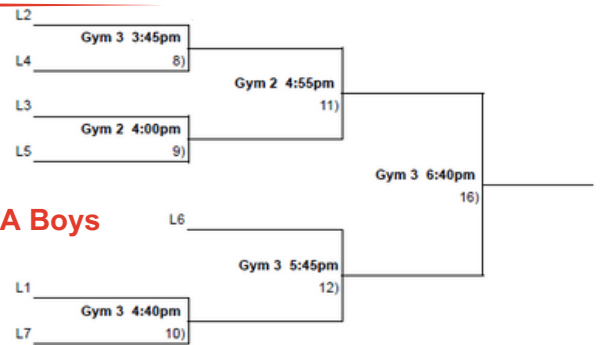 L2
Gym 3 3:45pm
L4
8)
Gym 2 4:55pm
L3
11)
Gym 2 4:00pm
L5
9)
Gym 3 6:40pm
16)
A Boys
L6
Gym 3 5:45pm
L1
12)
Gym 3 4:40pm
L7
10)